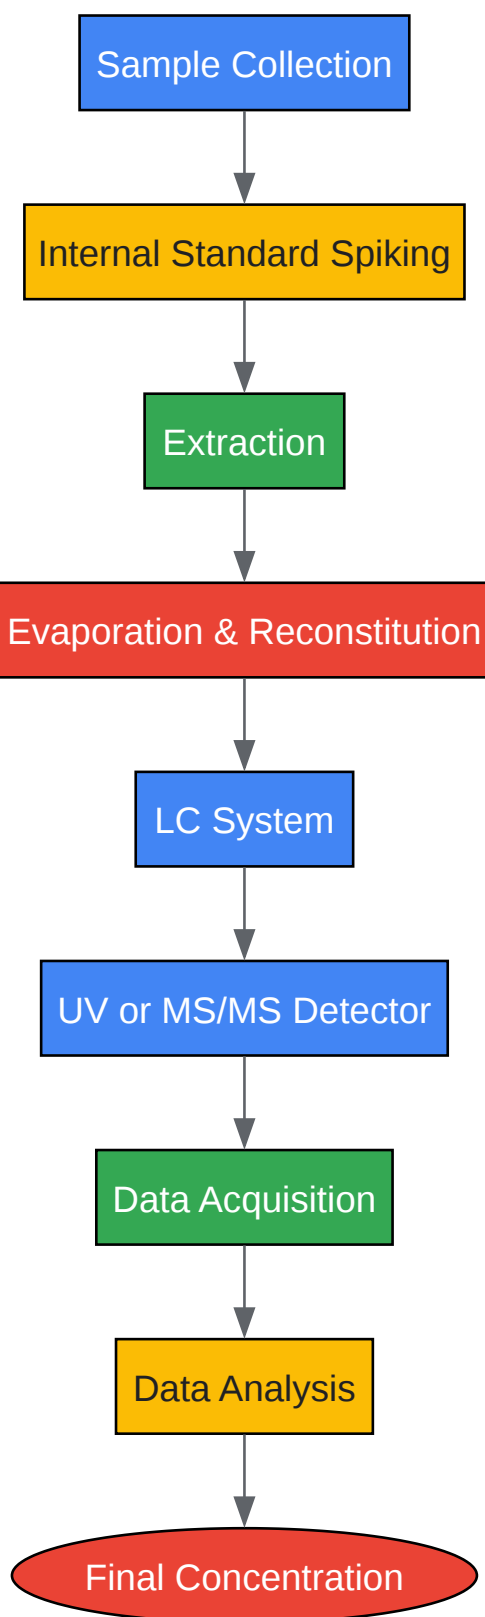 Sample Collection
Internal Standard Spiking
Extraction
Evaporation & Reconstitution
LC System
UV or MS/MS Detector
Data Acquisition
Data Analysis
Final Concentration